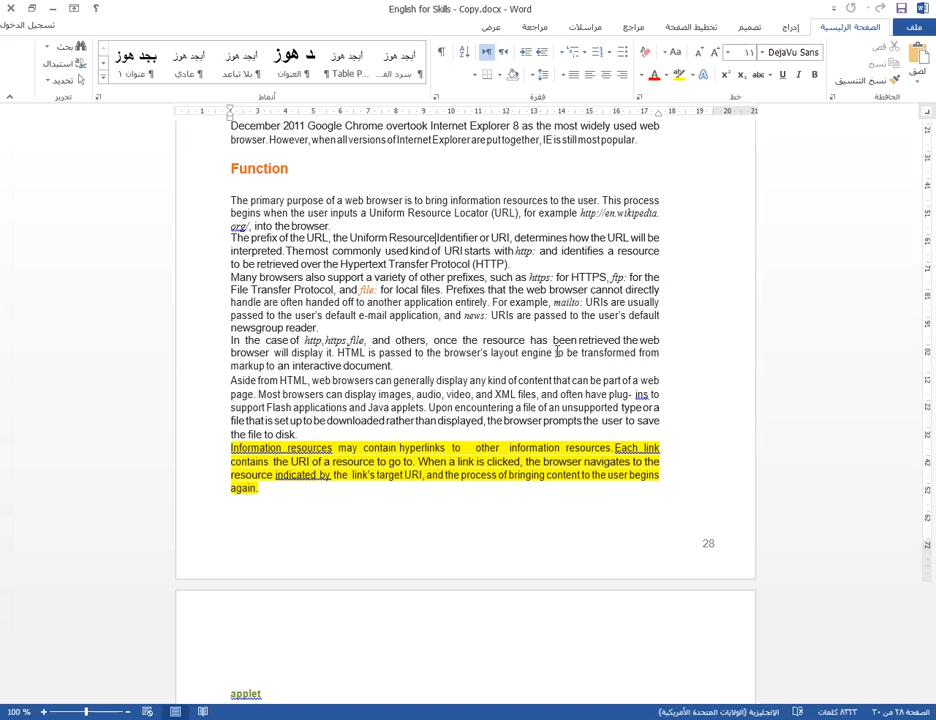 English for Skills - Copy.docx - Word
تسجيل الدخول
ملف
الصفحة الرئيسية
إدراج
تصميم
تخطيط الصفحة
مراجع
مراسلات
مراجعة
عرض
لصق
قص
نسخ
نسخ التنسيق
الحافظة
DejaVu Sans
١١
خط
فقرة
سرد الف...
Table P...
العنوان
بلا تباعد
عادي
عنوان ١
أنماط
بحث
استبدال
تحديد
تحرير
December 2011 Google Chrome overtook Internet Explorer 8 as the most widely used web
browser. However, when all versions of Internet Explorer are put together, IE is still most popular.
Function
The primary purpose of a web browser is to bring information resources to the user. This process
begins when the user inputs a Uniform Resource Locator (URL), for example http://en.wikipedia.
org/, into the browser.
The prefix of the URL, the Uniform Resource Identifier or URI, determines how the URL will be
interpreted. The most commonly used kind of URI starts with http: and identifies a resource
to be retrieved over the Hypertext Transfer Protocol (HTTP).
Many browsers also support a variety of other prefixes, such as https: for HTTPS, ftp: for the
File Transfer Protocol, and file: for local files. Prefixes that the web browser cannot directly
handle are often handed off to another application entirely. For example, mailto: URIs are usually
passed to the user's default e-mail application, and news: URIs are passed to the user's default
newsgroup reader.
In the case of http,https,file, and others, once the resource has been retrieved the web
browser will display it. HTML is passed to the browser's layout engine to be transformed from
markup to an interactive document.
Aside from HTML, web browsers can generally display any kind of content that can be part of a web
page. Most browsers can display images, audio, video, and XML files, and often have plug- ins to
support Flash applications and Java applets. Upon encountering a file of an unsupported type or a
file that is set up to be downloaded rather than displayed, the browser prompts the user to save
the file to disk.
Information resources may contain hyperlinks to other information resources. Each link
contains the URI of a resource to go to. When a link is clicked, the browser navigates to the
resource indicated by the link's target URI, and the process of bringing content to the user begins
again.
28
applet
الصفحة ٢٨ من ٣٠
٨٣٢٣ كلمات
الإنجليزية (الولايات المتحدة الأمريكية)
100 %